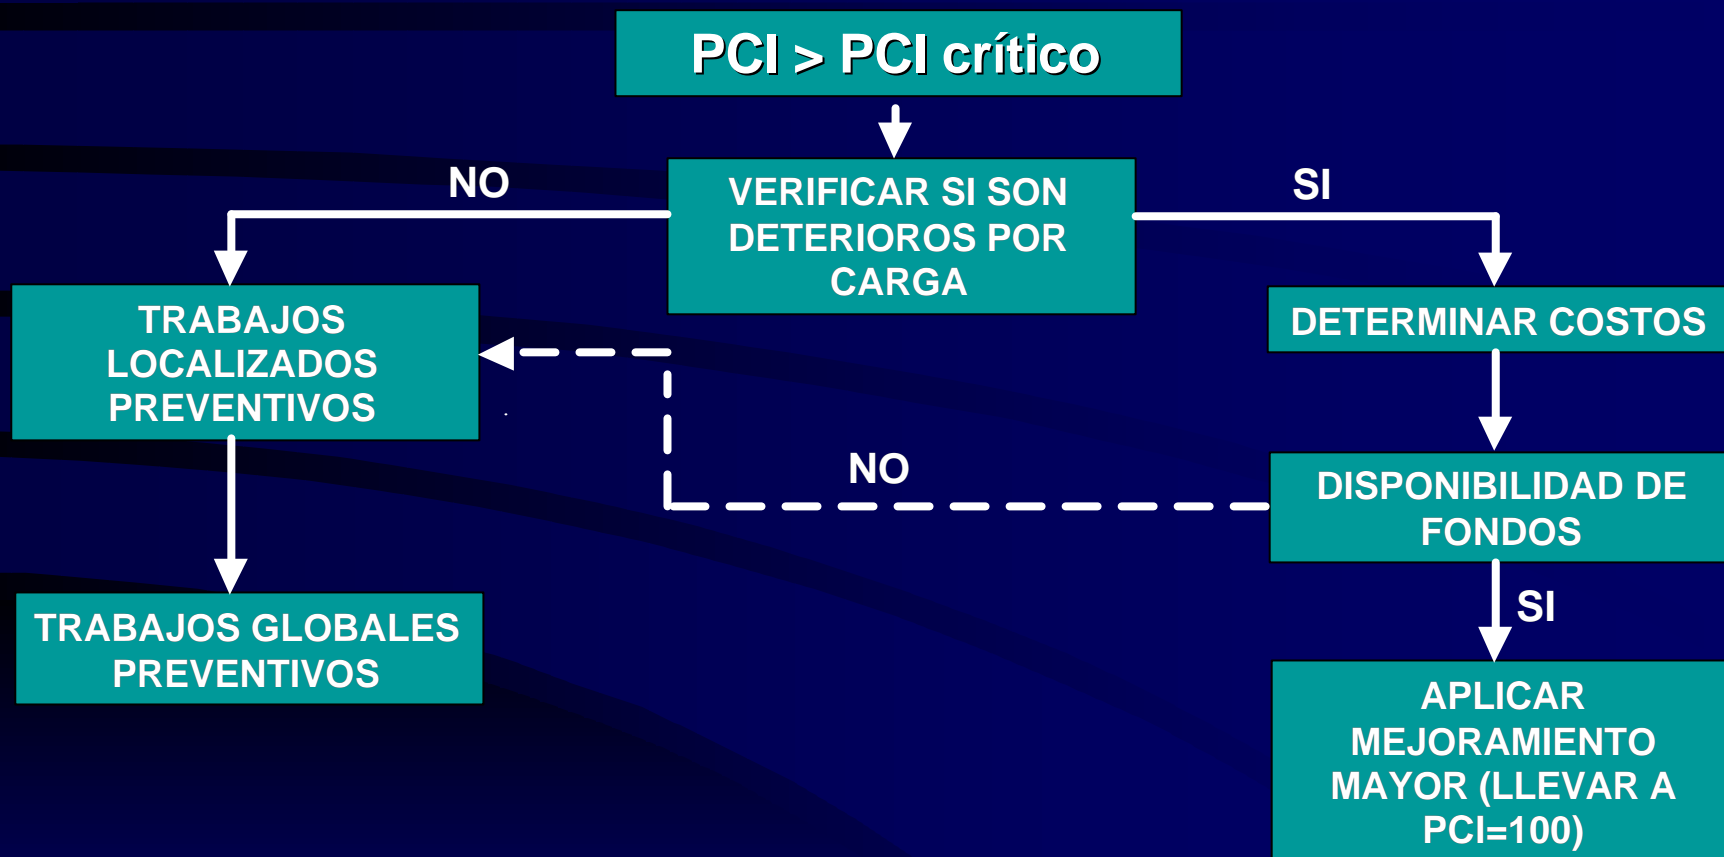 PCI > PCI crítico
NO
VERIFICAR SI SON
DETERIOROS POR
CARGA
SI
TRABAJOS
LOCALIZADOS
PREVENTIVOS
DETERMINAR COSTOS
NO
DISPONIBILIDAD DE
FONDOS
SI
TRABAJOS GLOBALES
PREVENTIVOS
APLICAR
MEJORAMIENTO
MAYOR (LLEVAR A
PCI=100)